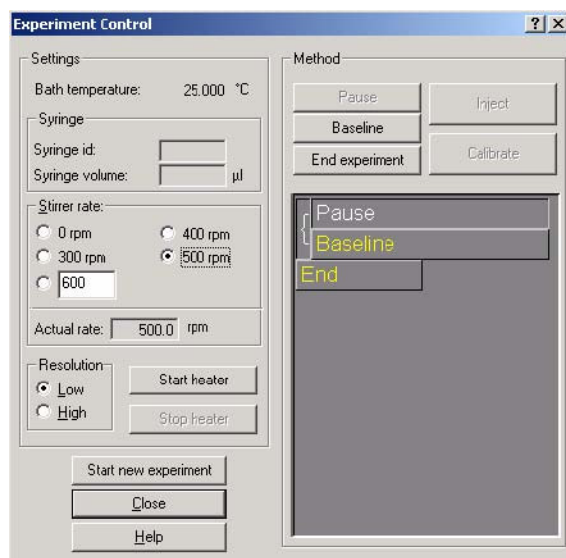 Experiment Control
Settings
Bath temperature: 25.000 °C
Syringe
Syringe id:
Syringe volume: µl
Stirrer rate:
0 rpm 400 rpm
300 rpm 500 rpm
600
Actual rate: 500.0 rpm
Resolution
Low
High
Start heater
Stop heater
Start new experiment
Close
Help
Method
Pause
Baseline
End experiment
Inject
Calibrate
Pause
Baseline
End